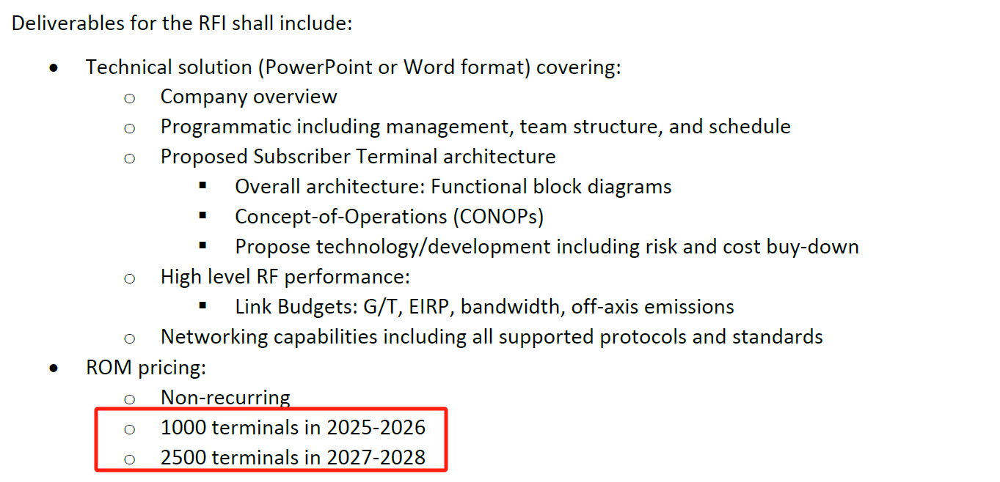 Deliverables for the RFI shall include:
• Technical solution (PowerPoint or Word format) covering:
○ Company overview
○ Programmatic including management, team structure, and schedule
○ Proposed Subscriber Terminal architecture
▪ Overall architecture: Functional block diagrams
▪ Concept-of-Operations (CONOPs)
▪ Propose technology/development including risk and cost buy-down
○ High level RF performance:
▪ Link Budgets: G/T, EIRP, bandwidth, off-axis emissions
○ Networking capabilities including all supported protocols and standards
• ROM pricing:
○ Non-recurring
○ 1000 terminals in 2025-2026
○ 2500 terminals in 2027-2028